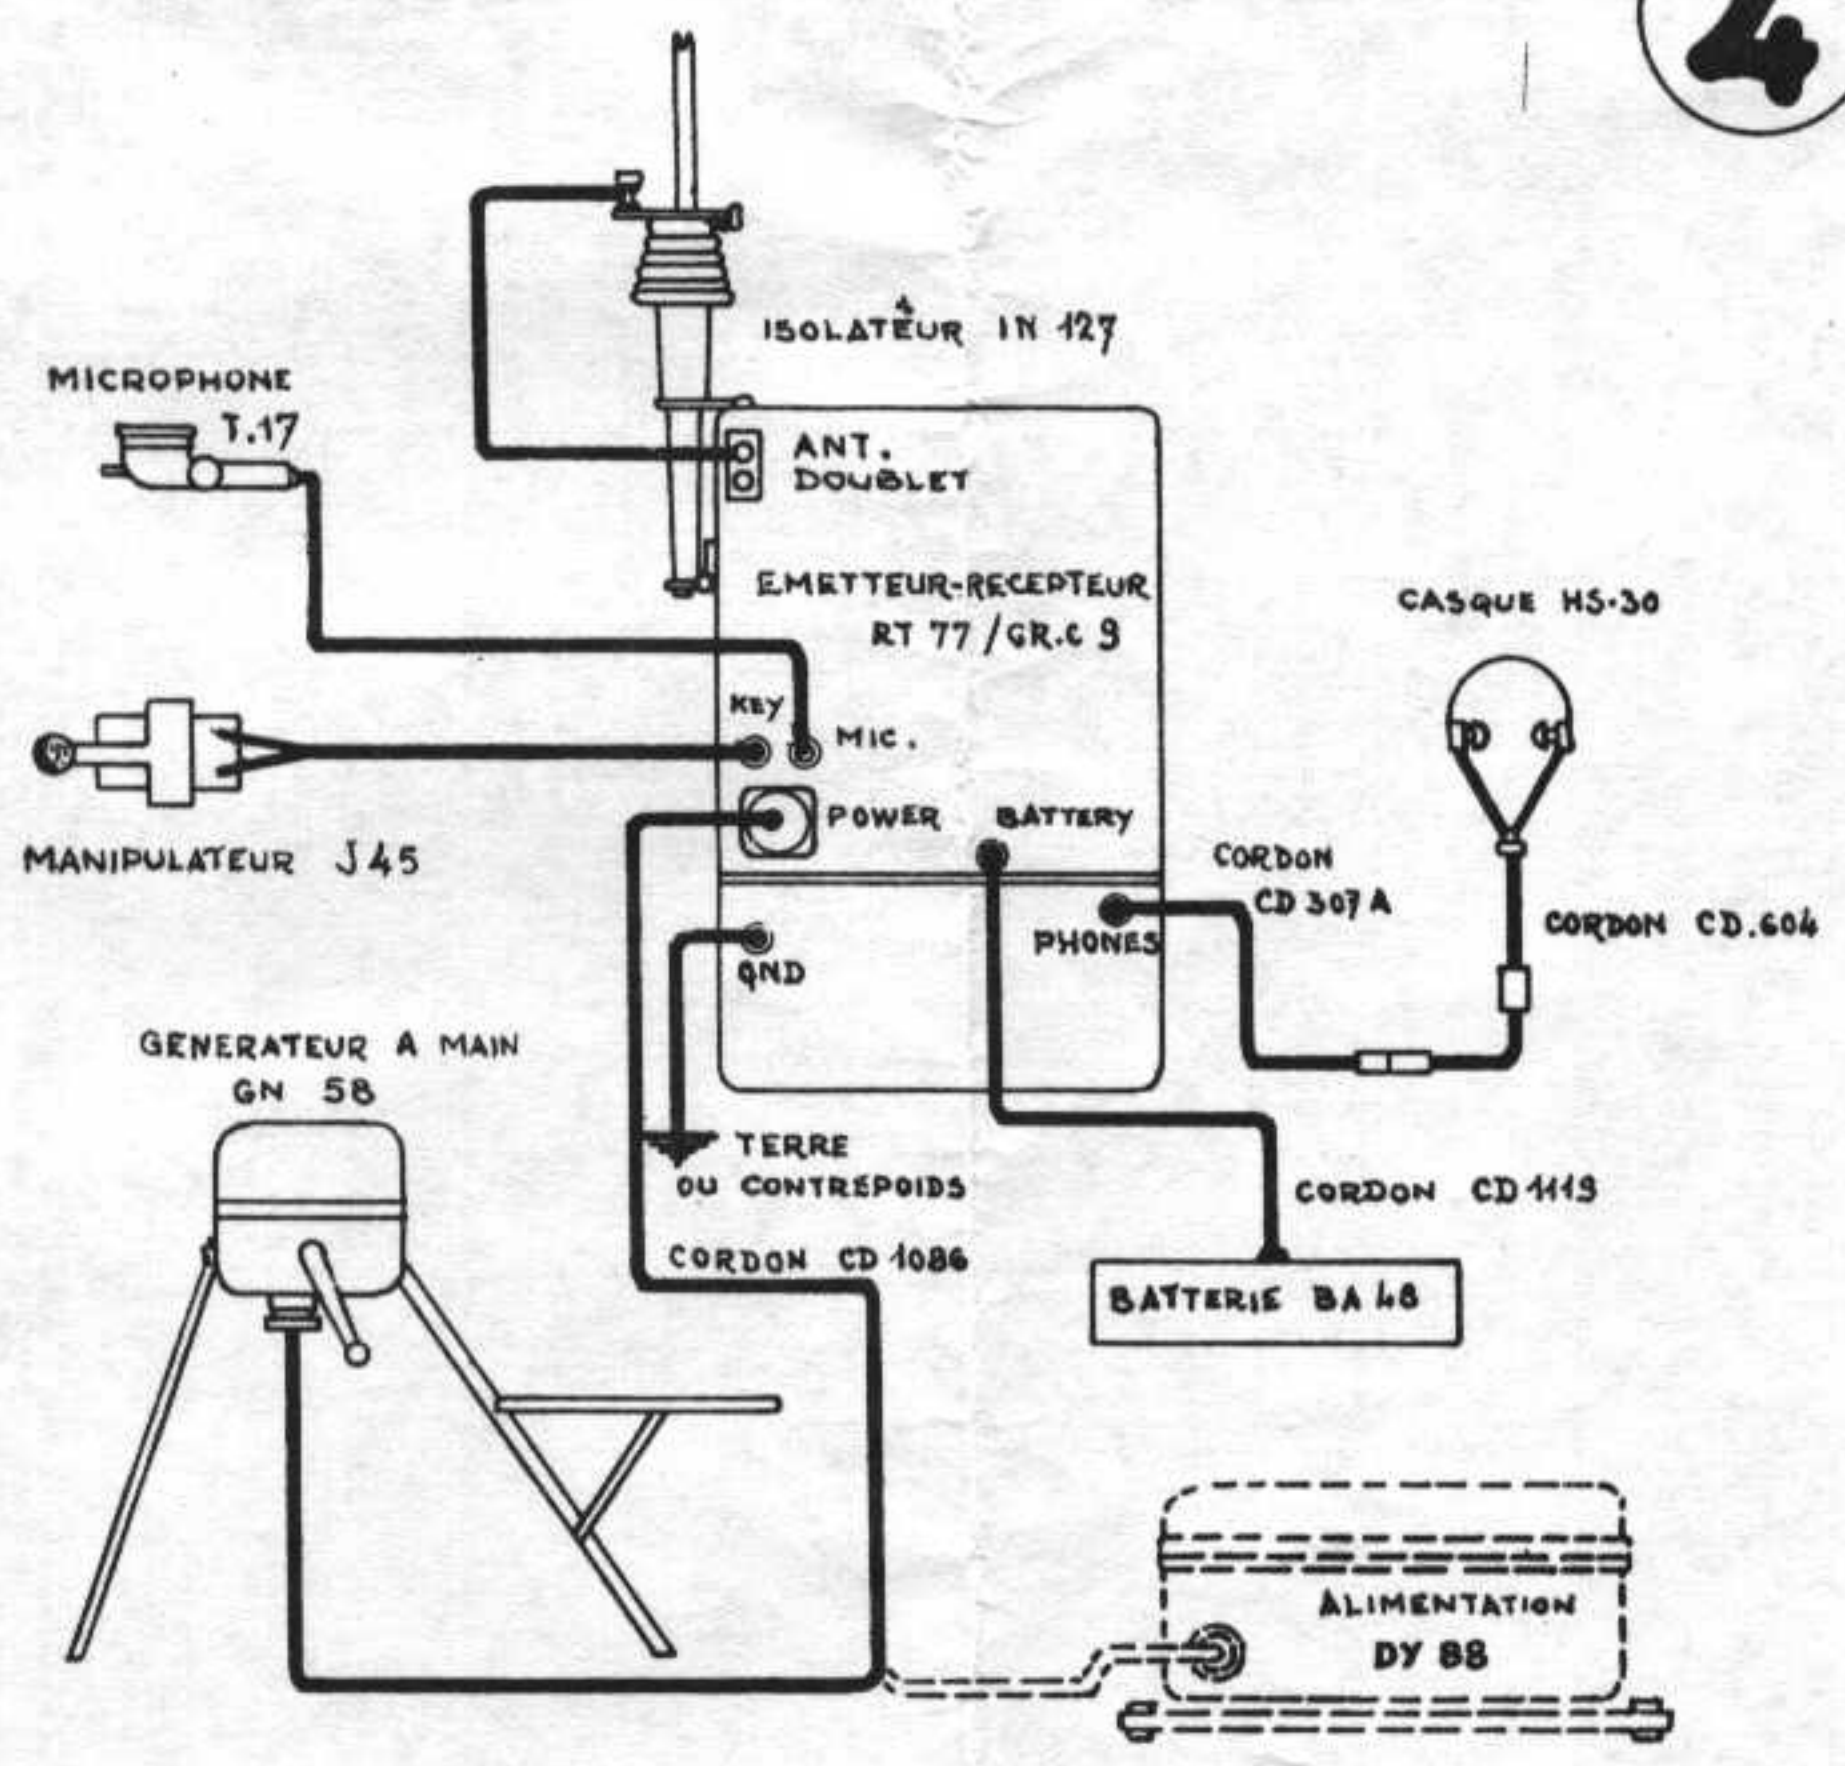 4
ISOLATEUR IN 127
MICROPHONE
T.17
ANT.
DOUBLET
EMETTEUR-RECEPTEUR
RT 77/GR.C 9
CASQUE HS-30
KEY
MIC.
POWER
BATTERY
MANIPULATEUR J45
CORDON
CD 307 A
CORDON CD.604
PHONES
GND
GENERATEUR A MAIN
GN 58
TERRE
OU CONTREPOIDS
CORDON CD 1119
CORDON CD 1086
BATTERIE BA 48
ALIMENTATION
DY 88